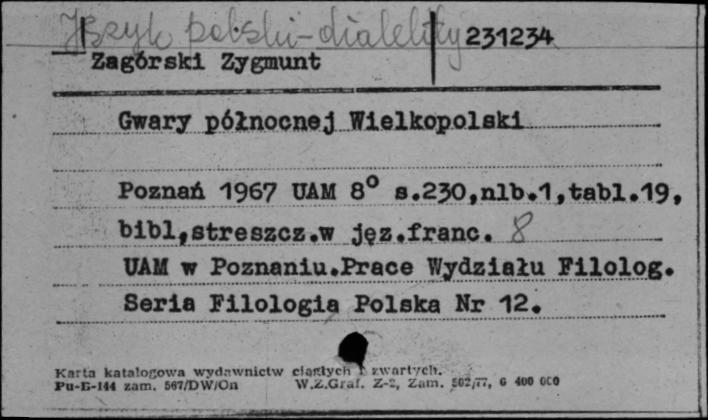 Język polski-dialekty 231234
Zagórski Zygmunt
Gwary północnej Wielkopolski
Poznań 1967 UAM 8° s.230,nlb.1,tabl.19,
bibl,streszcz.w jęz.franc. 8
UAM w Poznaniu.Prace Wydziału Filolog.
Seria Filologia Polska Nr 12.
Karta katalogowa wydawnictw ciągłych i zwartych.
Pu-B-144 zam. 567/DW/On W.Z.Graf. Z-2, Zam. 502/77, 6 400 000